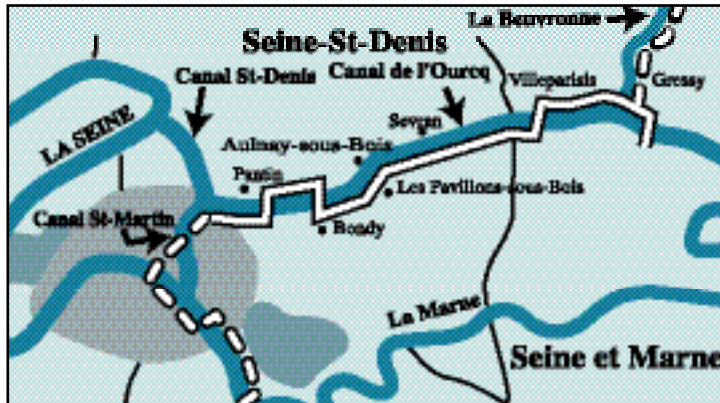 La Beuvronne
Seine-St-Denis
Canal St-Denis
Canal de l'Ourcq
Villeparisis
Gressy
LA SEINE
Sevran
Aulnay-sous-Bois
Pantin
Les Pavillons-sous-Bois
Canal St-Martin
Bondy
La Marne
Seine et Marne